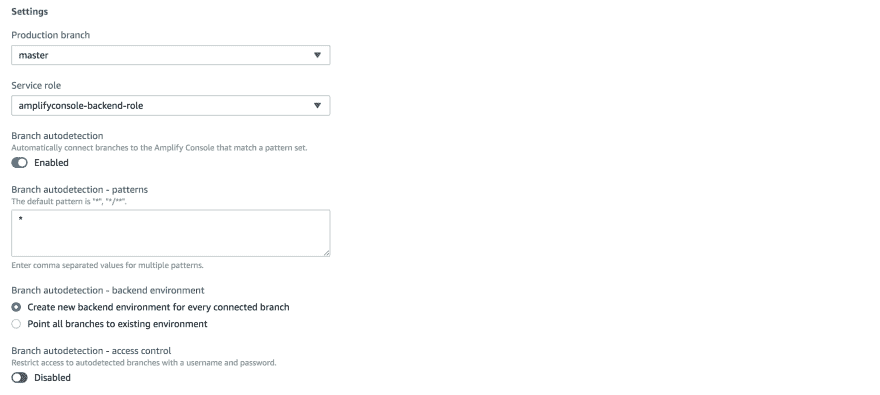 Settings
Production branch
master
Service role
amplifyconsole-backend-role
Branch autodetection
Automatically connect branches to the Amplify Console that match a pattern set.
Enabled
Branch autodetection - patterns
The default pattern is "*", "*/**".
*
Enter comma separated values for multiple patterns.
Branch autodetection - backend environment
Create new backend environment for every connected branch
Point all branches to existing environment
Branch autodetection - access control
Restrict access to autodetected branches with a username and password.
Disabled